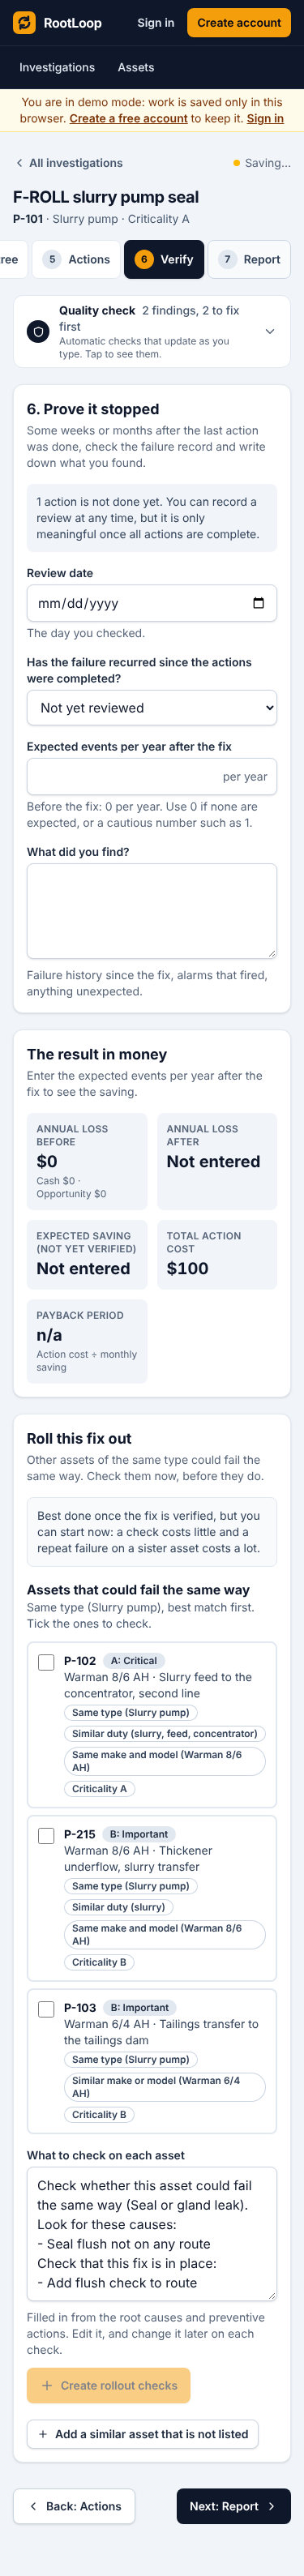 RootLoop
Sign in
Create account
Investigations
Assets
You are in demo mode: work is saved only in this
browser. Create a free account to keep it. Sign in
All investigations
Saving...
F-ROLL slurry pump seal
P-101 · Slurry pump · Criticality A
ree
5 Actions
6 Verify
7 Report
Quality check 2 findings, 2 to fix
first
Automatic checks that update as you
type. Tap to see them.
6. Prove it stopped
Some weeks or months after the last action
was done, check the failure record and write
down what you found.
1 action is not done yet. You can record a
review at any time, but it is only
meaningful once all actions are complete.
Review date
mm/dd/yyyy
The day you checked.
Has the failure recurred since the actions
were completed?
Not yet reviewed
Expected events per year after the fix
per year
Before the fix: 0 per year. Use 0 if none are
expected, or a cautious number such as 1.
What did you find?
Failure history since the fix, alarms that fired,
anything unexpected.
The result in money
Enter the expected events per year after the
fix to see the saving.
ANNUAL LOSS
BEFORE
$0
Cash $0 ·
Opportunity $0
ANNUAL LOSS
AFTER
Not entered
EXPECTED SAVING
(NOT YET VERIFIED)
Not entered
TOTAL ACTION
COST
$100
PAYBACK PERIOD
n/a
Action cost ÷ monthly
saving
Roll this fix out
Other assets of the same type could fail the
same way. Check them now, before they do.
Best done once the fix is verified, but you
can start now: a check costs little and a
repeat failure on a sister asset costs a lot.
Assets that could fail the same way
Same type (Slurry pump), best match first.
Tick the ones to check.
P-102 A: Critical
Warman 8/6 AH · Slurry feed to the
concentrator, second line
Same type (Slurry pump)
Similar duty (slurry, feed, concentrator)
Same make and model (Warman 8/6
AH)
Criticality A
P-215 B: Important
Warman 8/6 AH · Thickener
underflow, slurry transfer
Same type (Slurry pump)
Similar duty (slurry)
Same make and model (Warman 8/6
AH)
Criticality B
P-103 B: Important
Warman 6/4 AH · Tailings transfer to
the tailings dam
Same type (Slurry pump)
Similar make or model (Warman 6/4
AH)
Criticality B
What to check on each asset
Check whether this asset could fail
the same way (Seal or gland leak).
Look for these causes:
- Seal flush not on any route
Check that this fix is in place:
- Add flush check to route
Filled in from the root causes and preventive
actions. Edit it, and change it later on each
check.
Create rollout checks
Add a similar asset that is not listed
Back: Actions
Next: Report